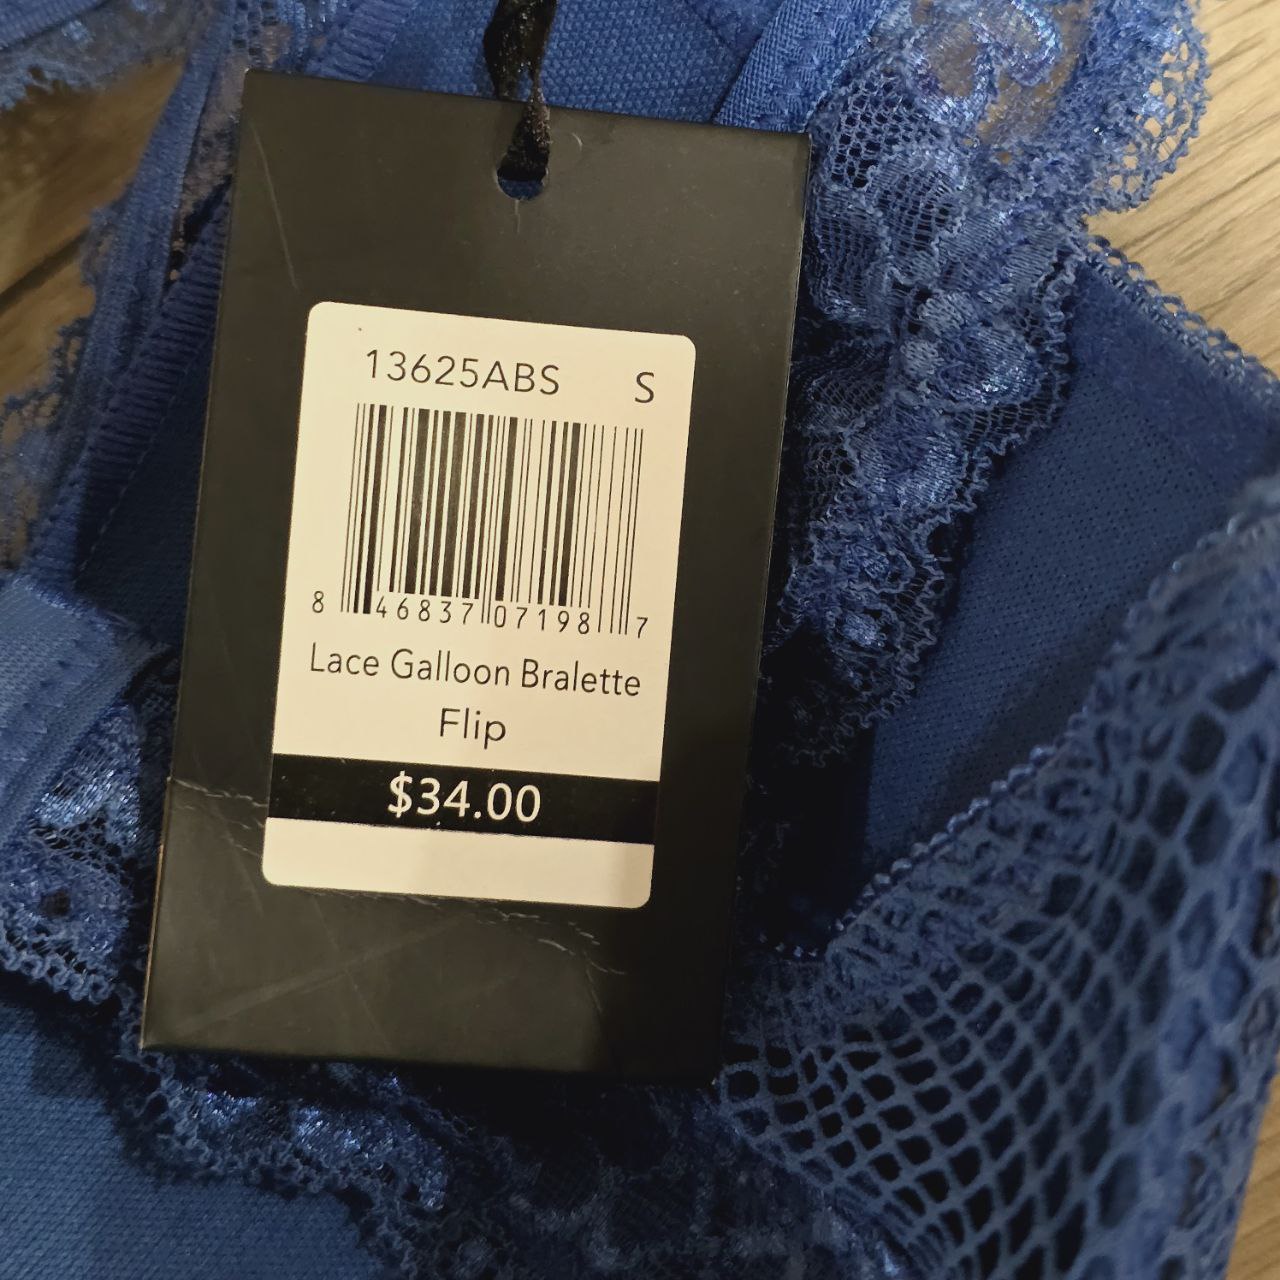 13625ABS S
8 46837 07198 7
Lace Galloon Bralette
Flip
$34.00